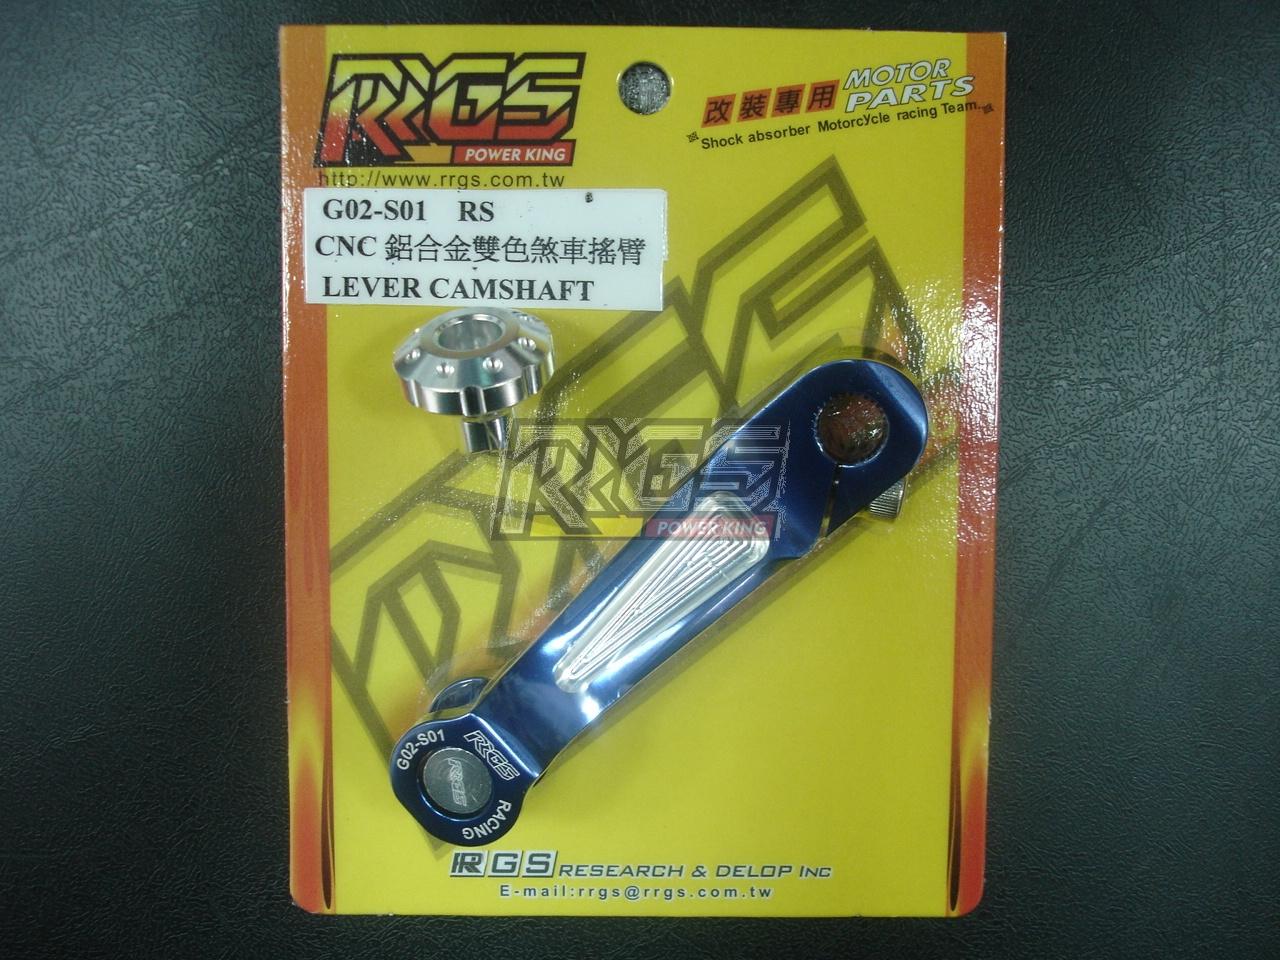 RRGS
POWER KING
http://www.rrgs.com.tw
改裝專用 MOTOR PARTS
Shock absorber Motorcycle racing Team.
G02-S01 RS
CNC 鋁合金雙色煞車搖臂
LEVER CAMSHAFT
RRGS
POWER KING
G02-S01 RRGS
RRGS
RACING
RRGS RESEARCH & DELOP INC
E-mail:rrgs@rrgs.com.tw